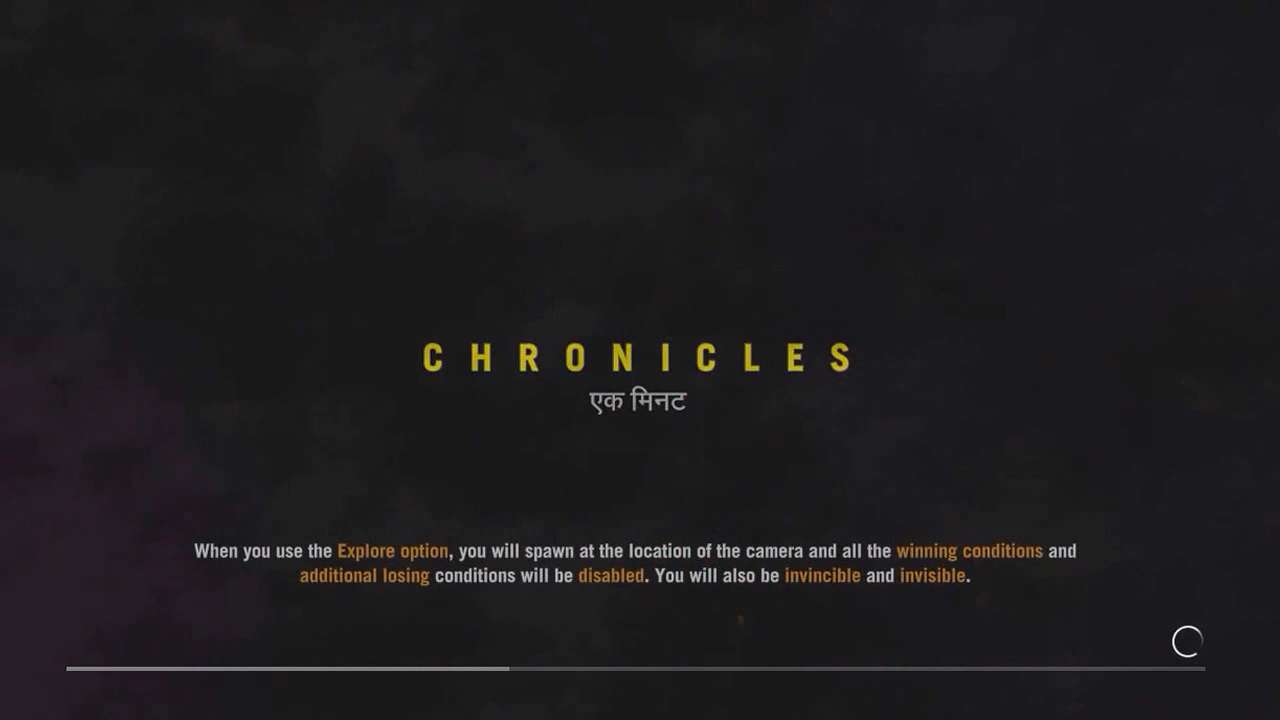 CHRONICLES
एक मिनट
When you use the Explore option, you will spawn at the location of the camera and all the winning conditions and
additional losing conditions will be disabled. You will also be invincible and invisible.